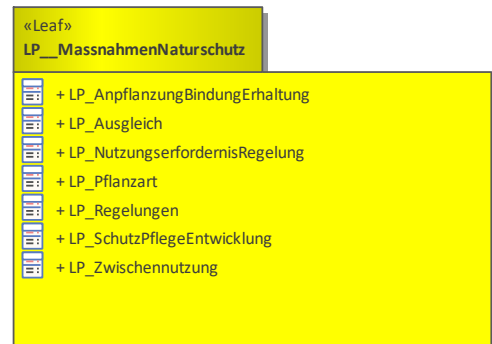 «Leaf»
LP__MassnahmenNaturschutz
+ LP_AnpflanzungBindungErhaltung
+ LP_Ausgleich
+ LP_NutzungserfordernisRegelung
+ LP_Pflanzart
+ LP_Regelungen
+ LP_SchutzPflegeEntwicklung
+ LP_Zwischennutzung